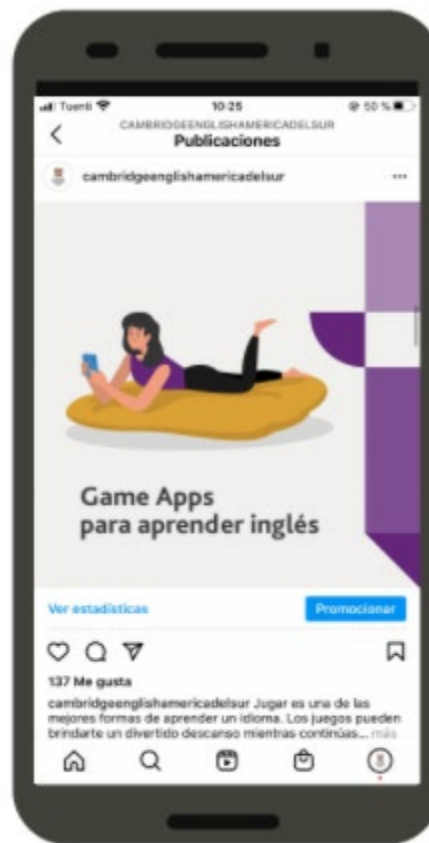 Tuenti 10:25 50 %
CAMBRIDGEENGLISHAMERICADELSUR
Publicaciones
cambridgeenglishamericadelsur
Game Apps
para aprender inglés
Ver estadísticas Promocionar
137 Me gusta
cambridgeenglishamericadelsur Jugar es una de las
mejores formas de aprender un idioma. Los juegos pueden
brindarte un divertido descanso mientras continúas... más